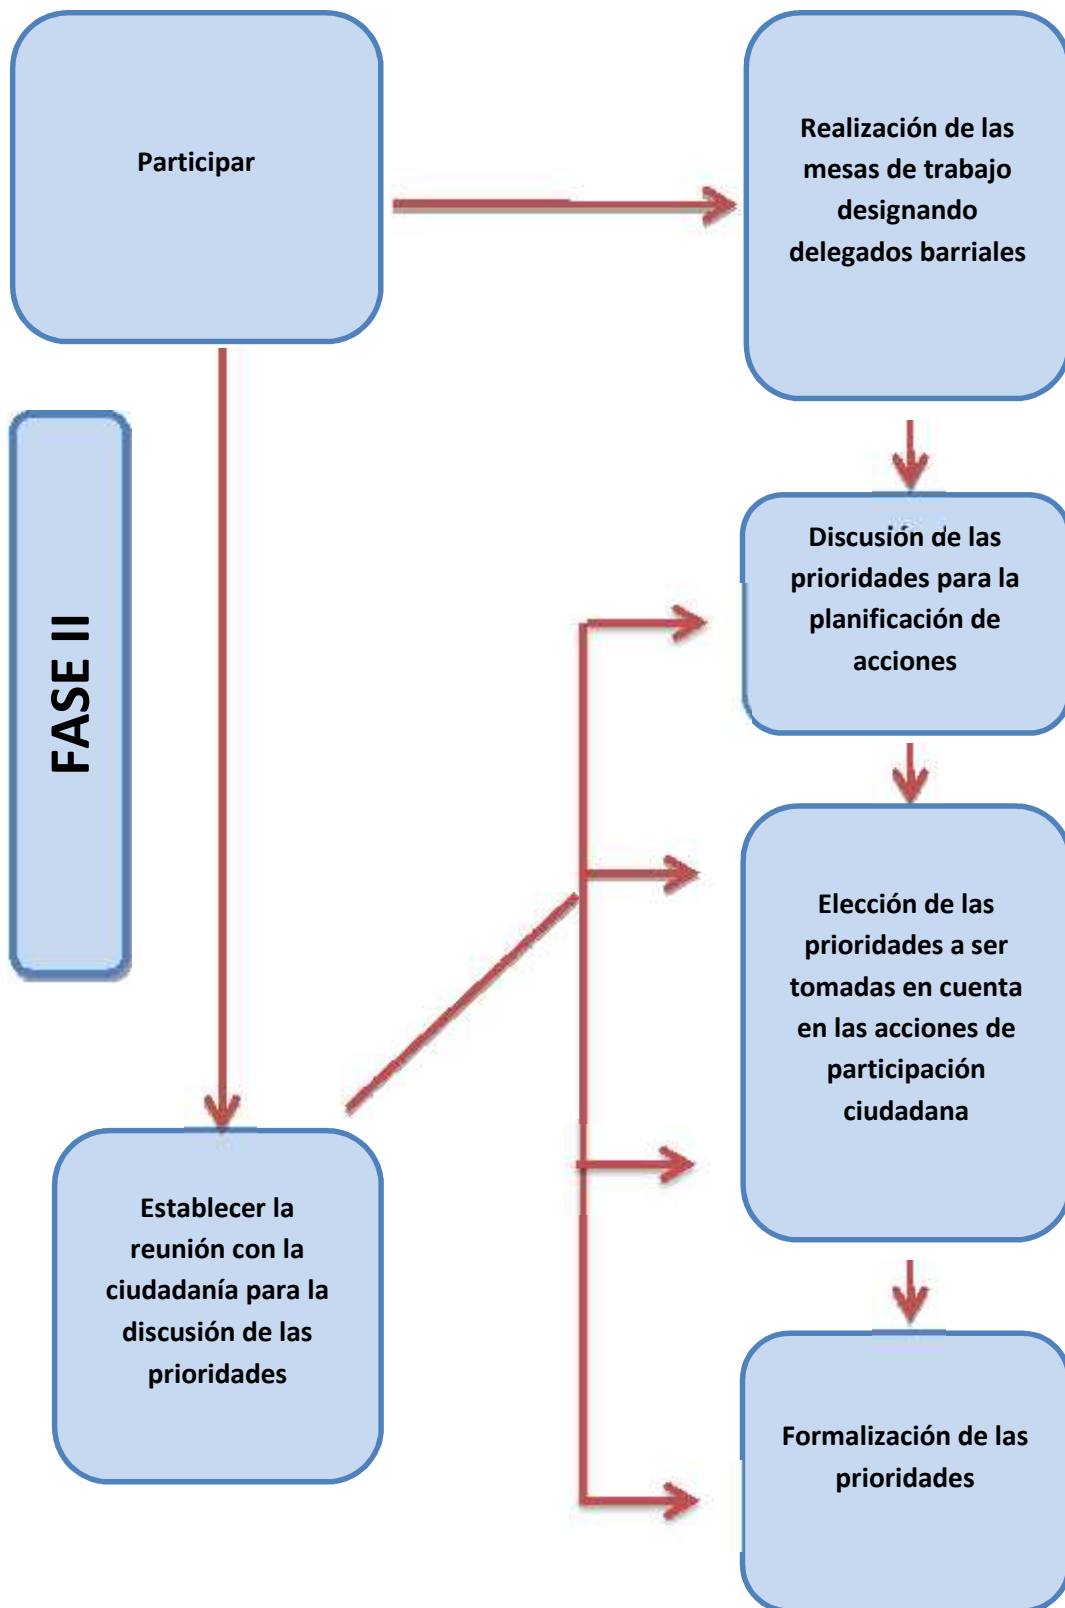 Participar
Realización de las
mesas de trabajo
designando
delegados barriales
FASE II
Discusión de las
prioridades para la
planificación de
acciones
Elección de las
prioridades a ser
tomadas en cuenta
en las acciones de
participación
ciudadana
Establecer la
reunión con la
ciudadanía para la
discusión de las
prioridades
Formalización de las
prioridades